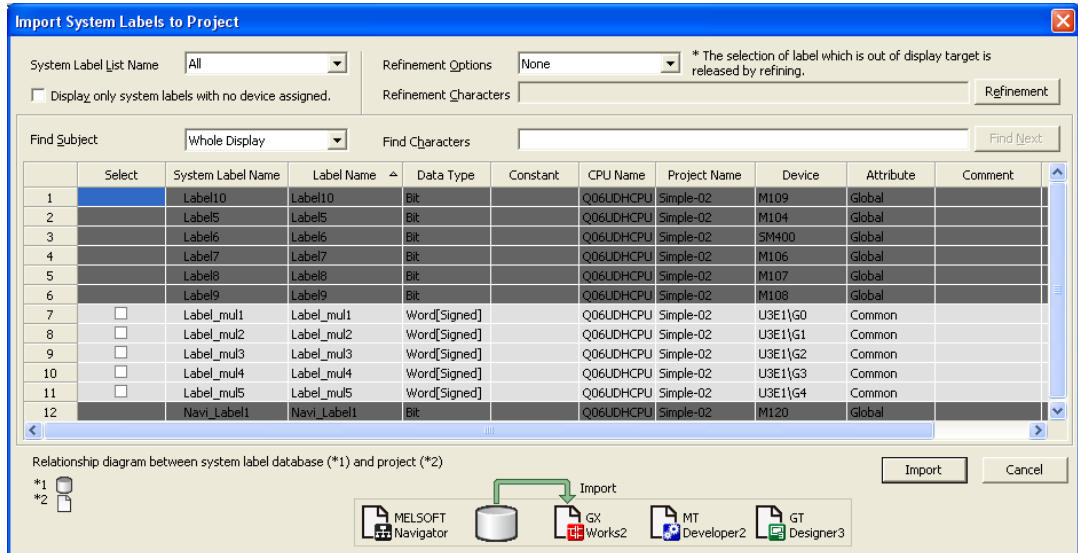 Import System Labels to Project
System Label List Name All Refinement Options None * The selection of label which is out of display target is
released by refining.
Display only system labels with no device assigned. Refinement Characters Refinement
Find Subject Whole Display Find Characters Find Next
Select System Label Name Label Name Data Type Constant CPU Name Project Name Device Attribute Comment
1 Label10 Label10 Bit Q06UDHCPU Simple-02 M109 Global
2 Label5 Label5 Bit Q06UDHCPU Simple-02 M104 Global
3 Label6 Label6 Bit Q06UDHCPU Simple-02 SM400 Global
4 Label7 Label7 Bit Q06UDHCPU Simple-02 M106 Global
5 Label8 Label8 Bit Q06UDHCPU Simple-02 M107 Global
6 Label9 Label9 Bit Q06UDHCPU Simple-02 M108 Global
7 Label_mul1 Label_mul1 Word[Signed] Q06UDHCPU Simple-02 U3E1\G0 Common
8 Label_mul2 Label_mul2 Word[Signed] Q06UDHCPU Simple-02 U3E1\G1 Common
9 Label_mul3 Label_mul3 Word[Signed] Q06UDHCPU Simple-02 U3E1\G2 Common
10 Label_mul4 Label_mul4 Word[Signed] Q06UDHCPU Simple-02 U3E1\G3 Common
11 Label_mul5 Label_mul5 Word[Signed] Q06UDHCPU Simple-02 U3E1\G4 Common
12 Navi_Label1 Navi_Label1 Bit Q06UDHCPU Simple-02 M120 Global
Relationship diagram between system label database (*1) and project (*2)
Import Cancel
*1
*2
Import
MELSOFT
Navigator
GX
Works2
MT
Developer2
GT
Designer3